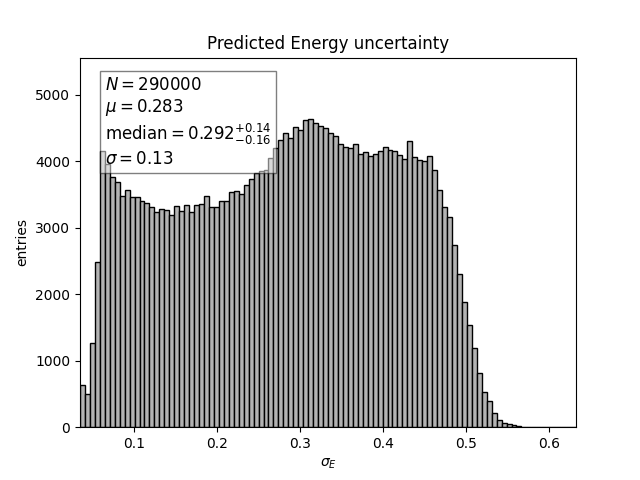 Predicted Energy uncertainty
N = 290000
μ = 0.283
median = 0.292+0.14−0.16
σ = 0.13
5000
4000
3000
2000
1000
0
entries
0.1 0.2 0.3 0.4 0.5 0.6
σE